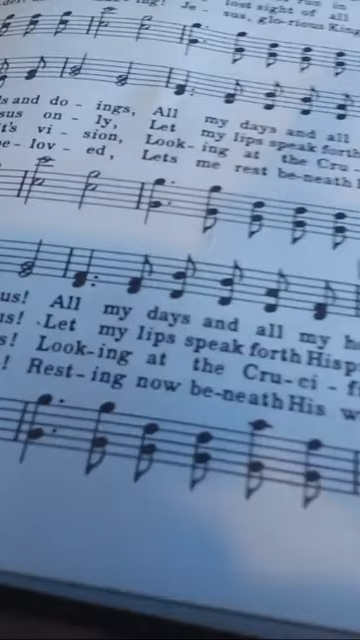 ing! Je - lost sight of all
sus, glo-rious King
s and do - ings, All my days and all
sus on - ly, Let my lips speak forth
t's vi - sion, Look-ing at the Cru
e - lov - ed, Lets me rest be-neath
us! All my days and all my h
us! Let my lips speak forth His p
s! Look-ing at the Cru-ci - f
! Rest-ing now be-neath His w